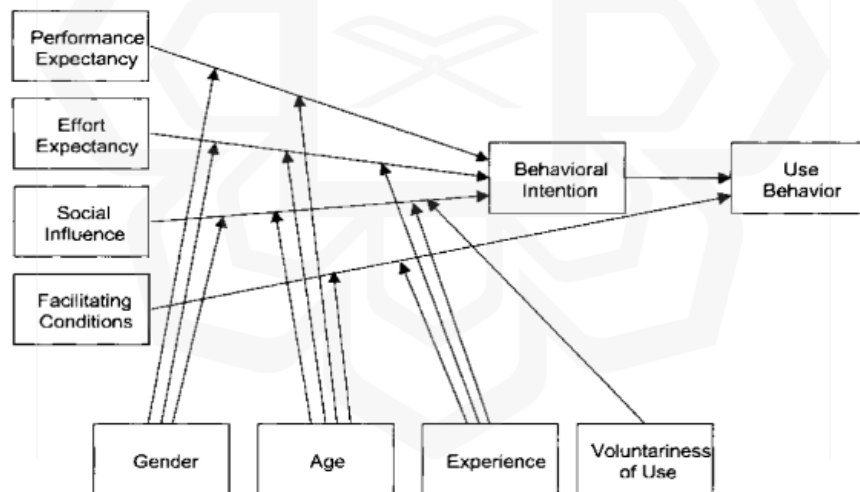 Performance
Expectancy
Effort
Expectancy
Social
Influence
Facilitating
Conditions
Behavioral
Intention
Use
Behavior
Gender
Age
Experience
Voluntariness
of Use